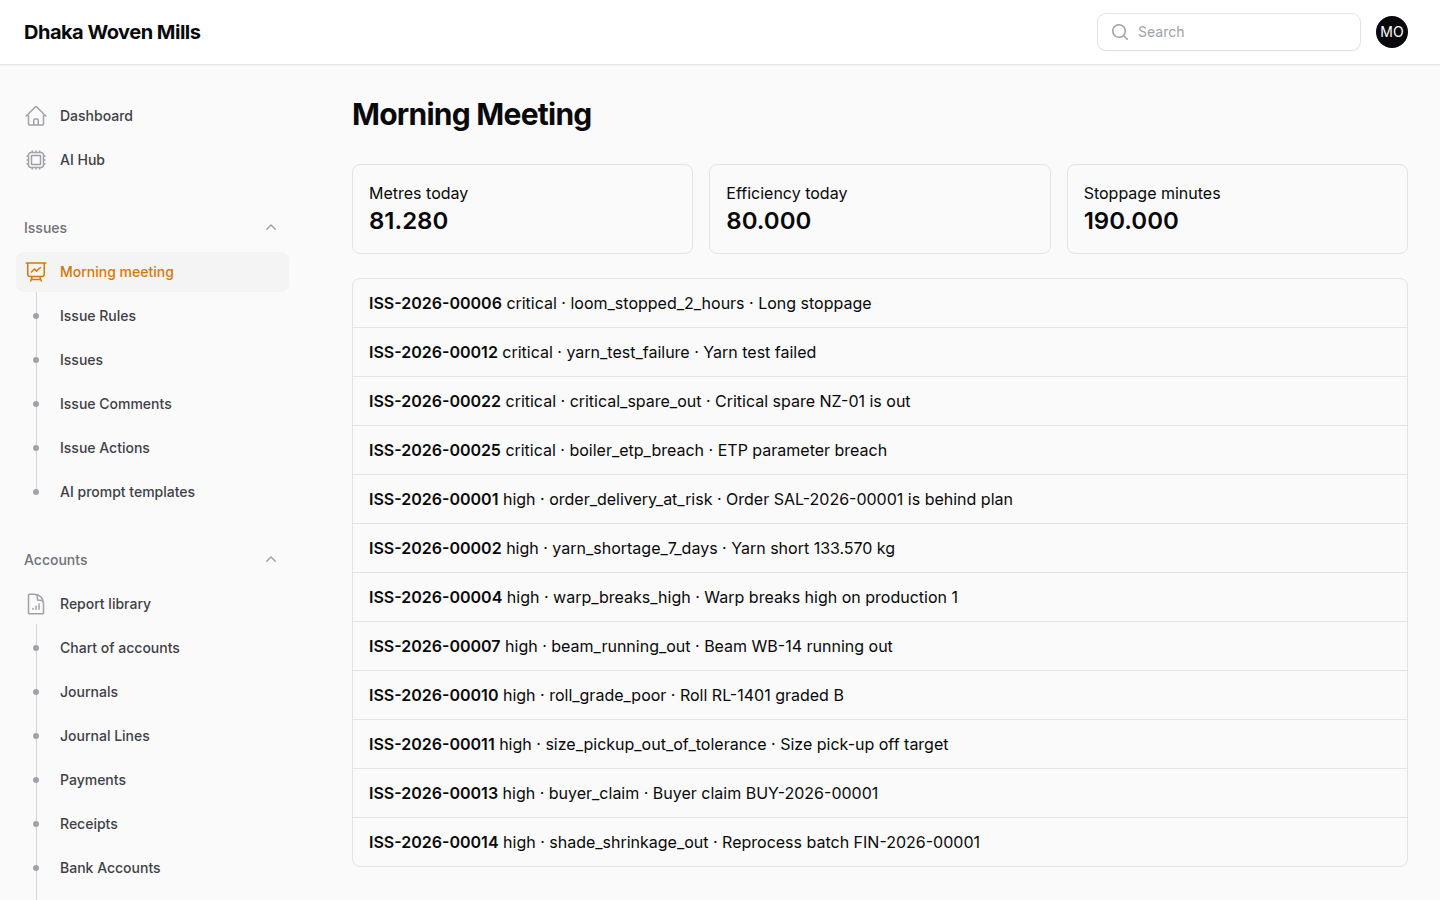 Dhaka Woven Mills
Search
MO
Dashboard
AI Hub
Issues
Morning meeting
Issue Rules
Issues
Issue Comments
Issue Actions
AI prompt templates
Accounts
Report library
Chart of accounts
Journals
Journal Lines
Payments
Receipts
Bank Accounts
Morning Meeting
Metres today
81.280
Efficiency today
80.000
Stoppage minutes
190.000
ISS-2026-00006 critical · loom_stopped_2_hours · Long stoppage
ISS-2026-00012 critical · yarn_test_failure · Yarn test failed
ISS-2026-00022 critical · critical_spare_out · Critical spare NZ-01 is out
ISS-2026-00025 critical · boiler_etp_breach · ETP parameter breach
ISS-2026-00001 high · order_delivery_at_risk · Order SAL-2026-00001 is behind plan
ISS-2026-00002 high · yarn_shortage_7_days · Yarn short 133.570 kg
ISS-2026-00004 high · warp_breaks_high · Warp breaks high on production 1
ISS-2026-00007 high · beam_running_out · Beam WB-14 running out
ISS-2026-00010 high · roll_grade_poor · Roll RL-1401 graded B
ISS-2026-00011 high · size_pickup_out_of_tolerance · Size pick-up off target
ISS-2026-00013 high · buyer_claim · Buyer claim BUY-2026-00001
ISS-2026-00014 high · shade_shrinkage_out · Reprocess batch FIN-2026-00001